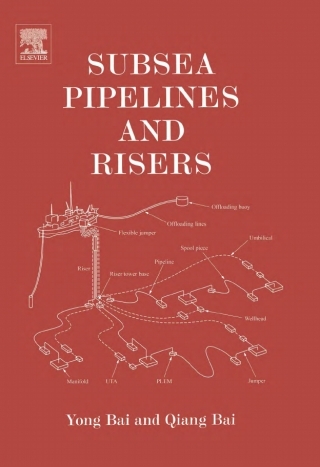 ELSEVIER
SUBSEA
PIPELINES
AND
RISERS
Offloading buoy
Offloading lines
Flexible jumper
Umbilical
Spool piece
Pipeline
Riser
Riser tower base
Wellhead
Manifold
UTA
PLEM
Jumper
Yong Bai and Qiang Bai